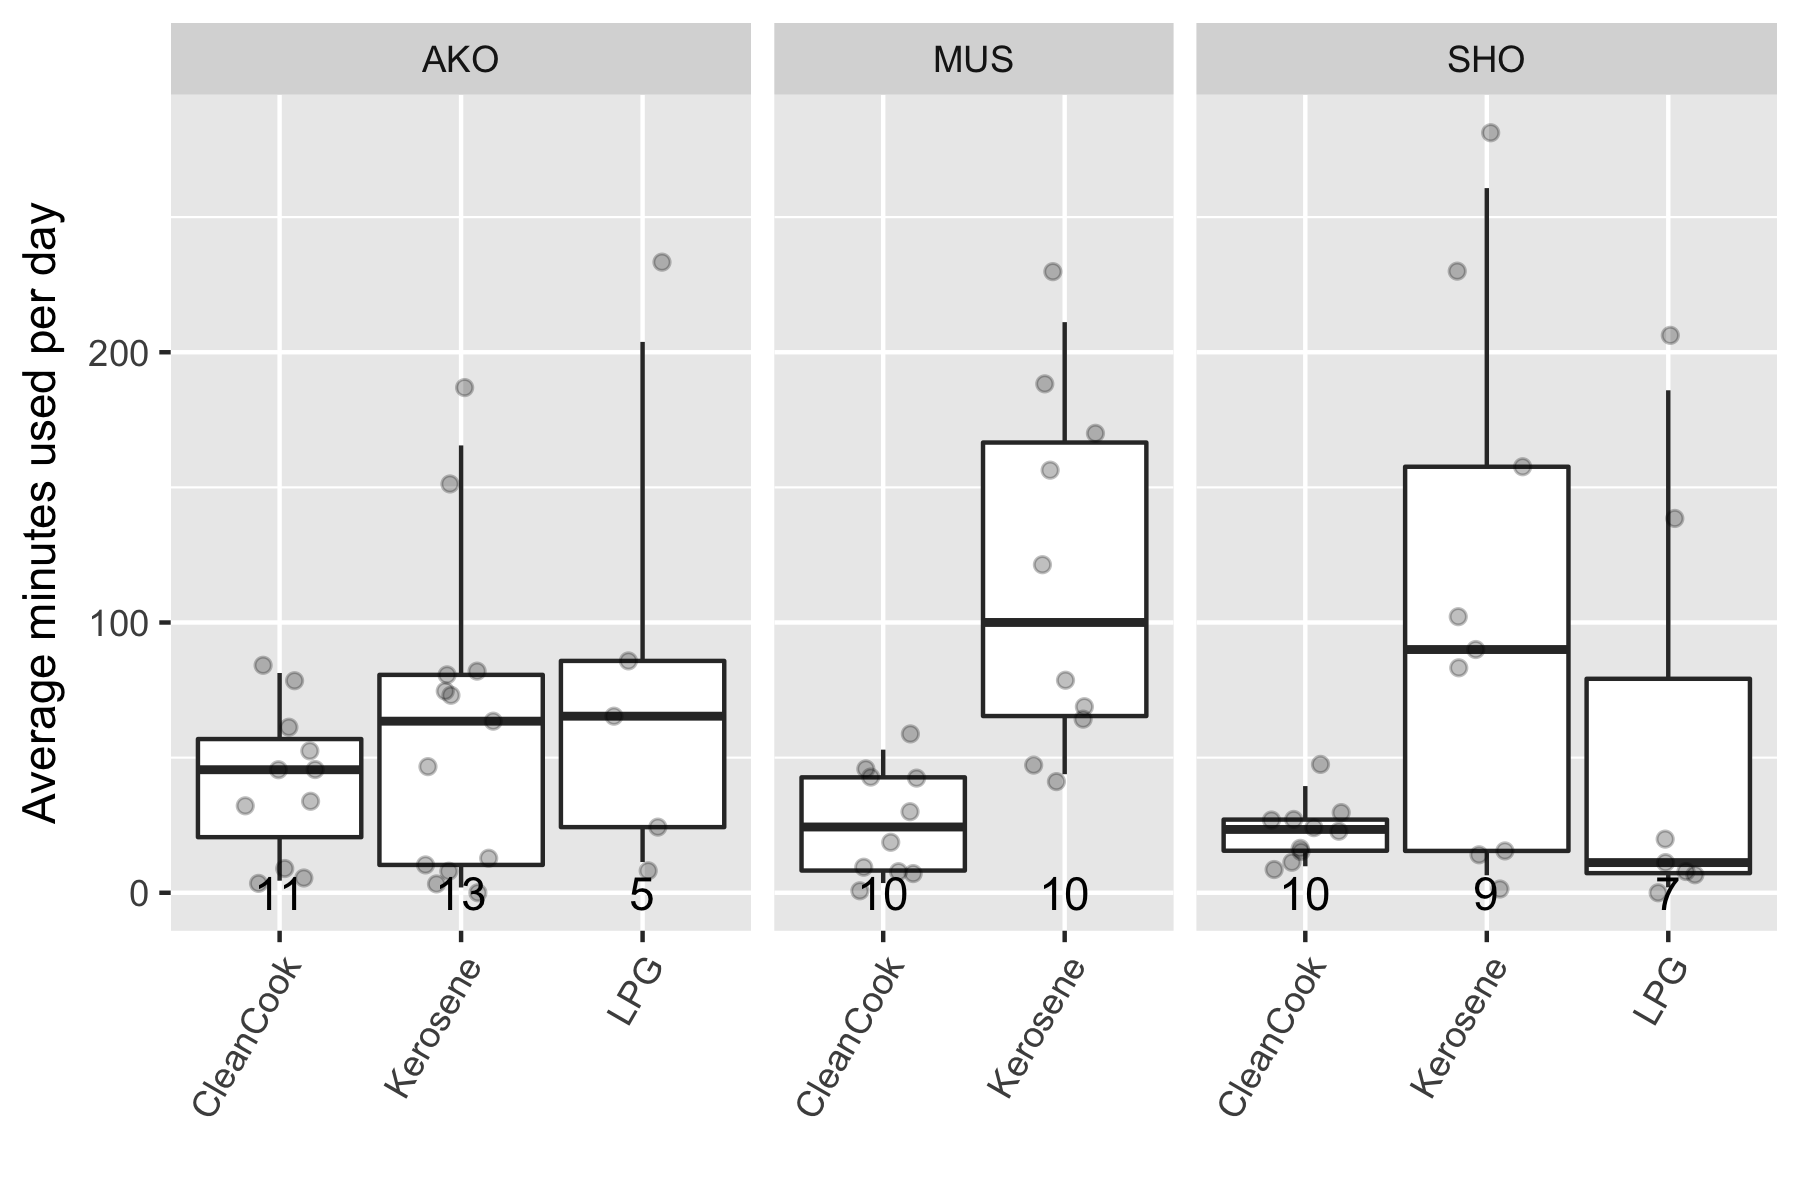 AKO MUS SHO
Average minutes used per day
200
100
0
11 13 5 10 10 10 9 7
CleanCook Kerosene LPG CleanCook Kerosene CleanCook Kerosene LPG